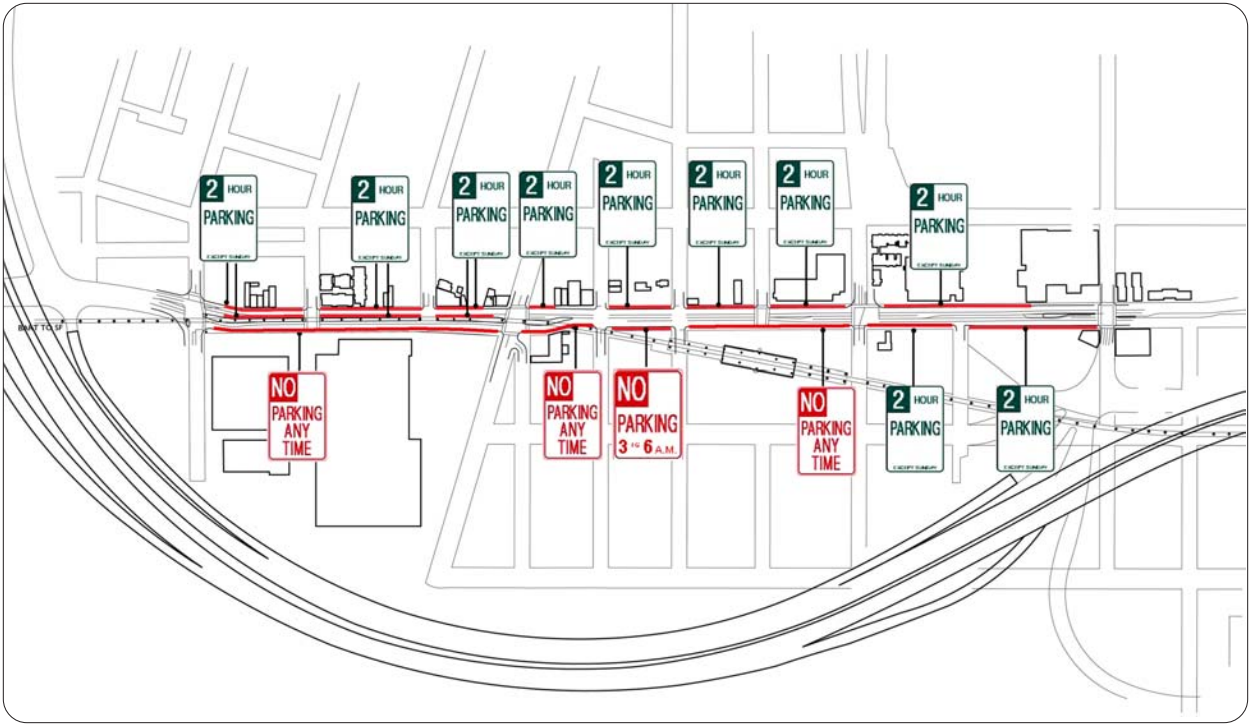 2 HOUR
PARKING
EXCEPT SUNDAY
2 HOUR
PARKING
EXCEPT SUNDAY
2 HOUR
PARKING
EXCEPT SUNDAY
2 HOUR
PARKING
EXCEPT SUNDAY
2 HOUR
PARKING
EXCEPT SUNDAY
2 HOUR
PARKING
EXCEPT SUNDAY
2 HOUR
PARKING
EXCEPT SUNDAY
2 HOUR
PARKING
EXCEPT SUNDAY
BART TO SF
NO
PARKING
ANY
TIME
NO
PARKING
ANY
TIME
NO
PARKING
3 TO 6 A.M.
NO
PARKING
ANY
TIME
2 HOUR
PARKING
EXCEPT SUNDAY
2 HOUR
PARKING
EXCEPT SUNDAY